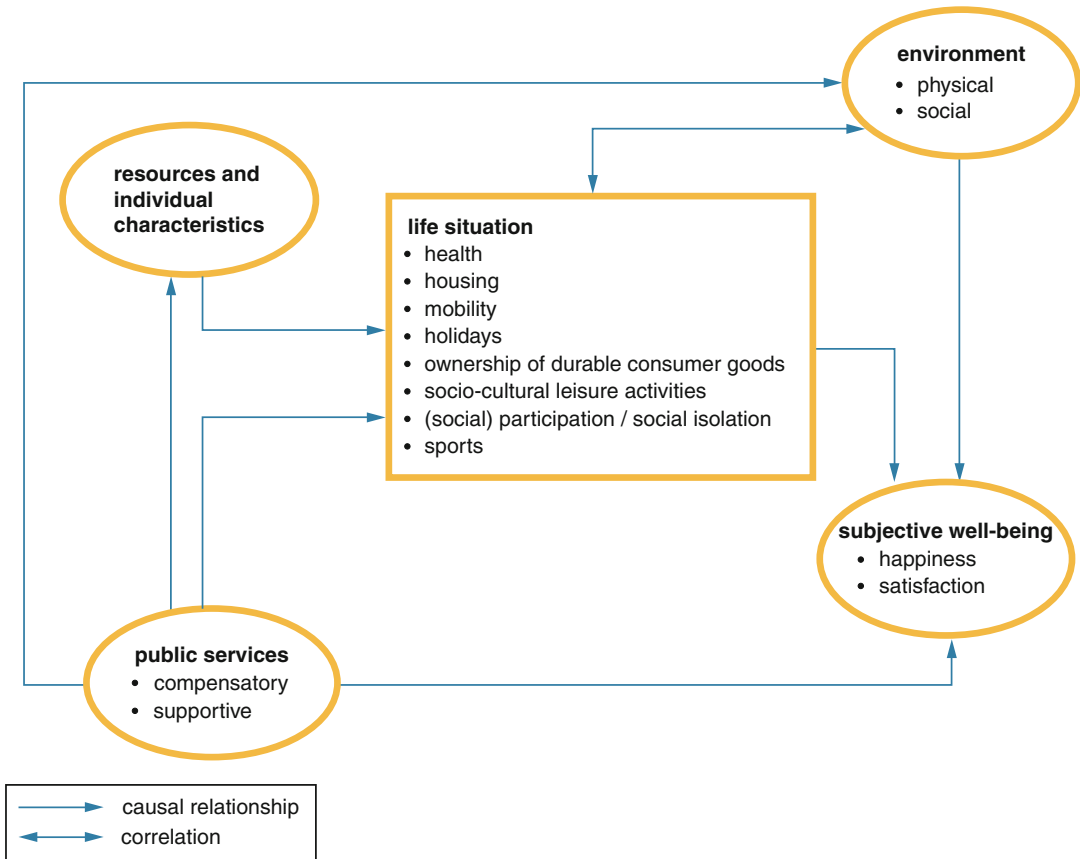 environment
• physical
• social
resources and
individual
characteristics
life situation
• health
• housing
• mobility
• holidays
• ownership of durable consumer goods
• socio-cultural leisure activities
• (social) participation / social isolation
• sports
subjective well-being
• happiness
• satisfaction
public services
• compensatory
• supportive
causal relationship
correlation